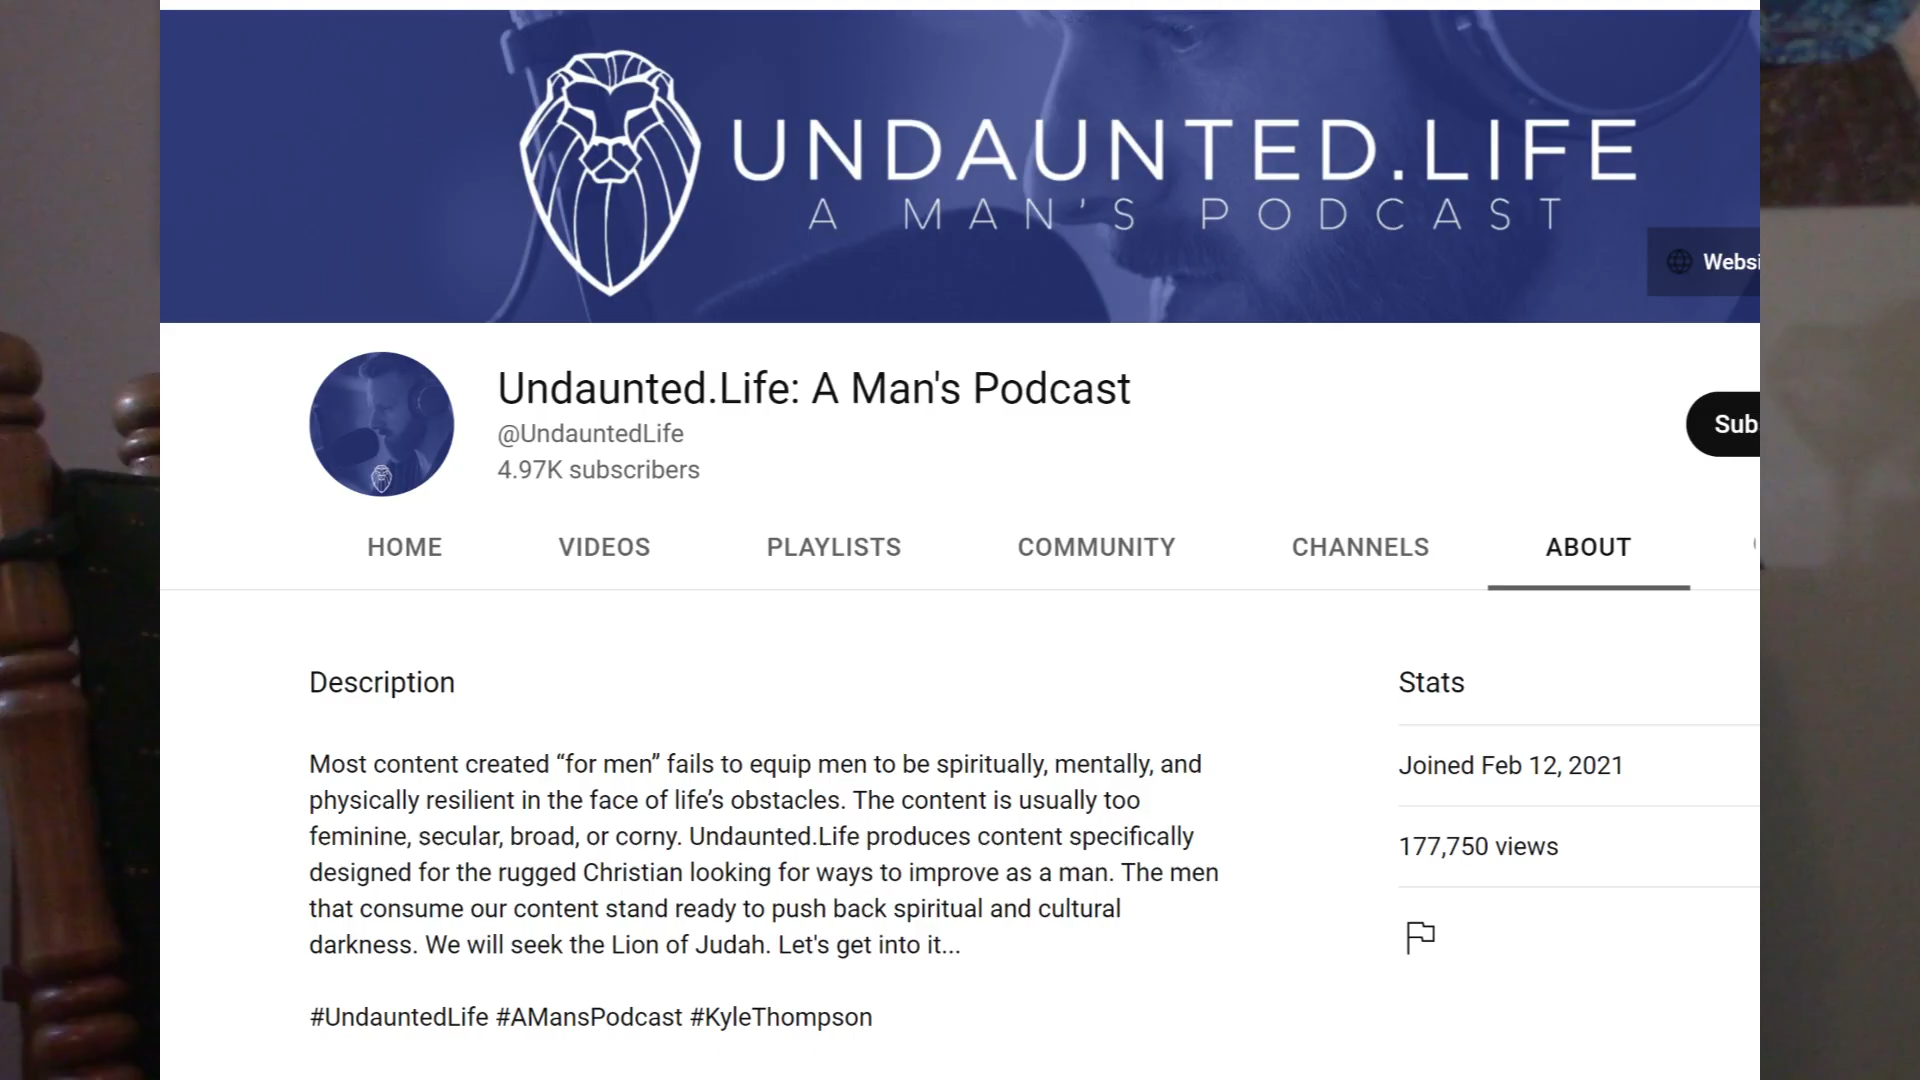 UNDAUNTED.LIFE
A MAN'S PODCAST
Undaunted.Life: A Man's Podcast
@UndauntedLife
4.97K subscribers
HOME VIDEOS PLAYLISTS COMMUNITY CHANNELS ABOUT
Description
Most content created “for men” fails to equip men to be spiritually, mentally, and
physically resilient in the face of life’s obstacles. The content is usually too
feminine, secular, broad, or corny. Undaunted.Life produces content specifically
designed for the rugged Christian looking for ways to improve as a man. The men
that consume our content stand ready to push back spiritual and cultural
darkness. We will seek the Lion of Judah. Let's get into it...
#UndauntedLife #AMansPodcast #KyleThompson
Stats
Joined Feb 12, 2021
177,750 views